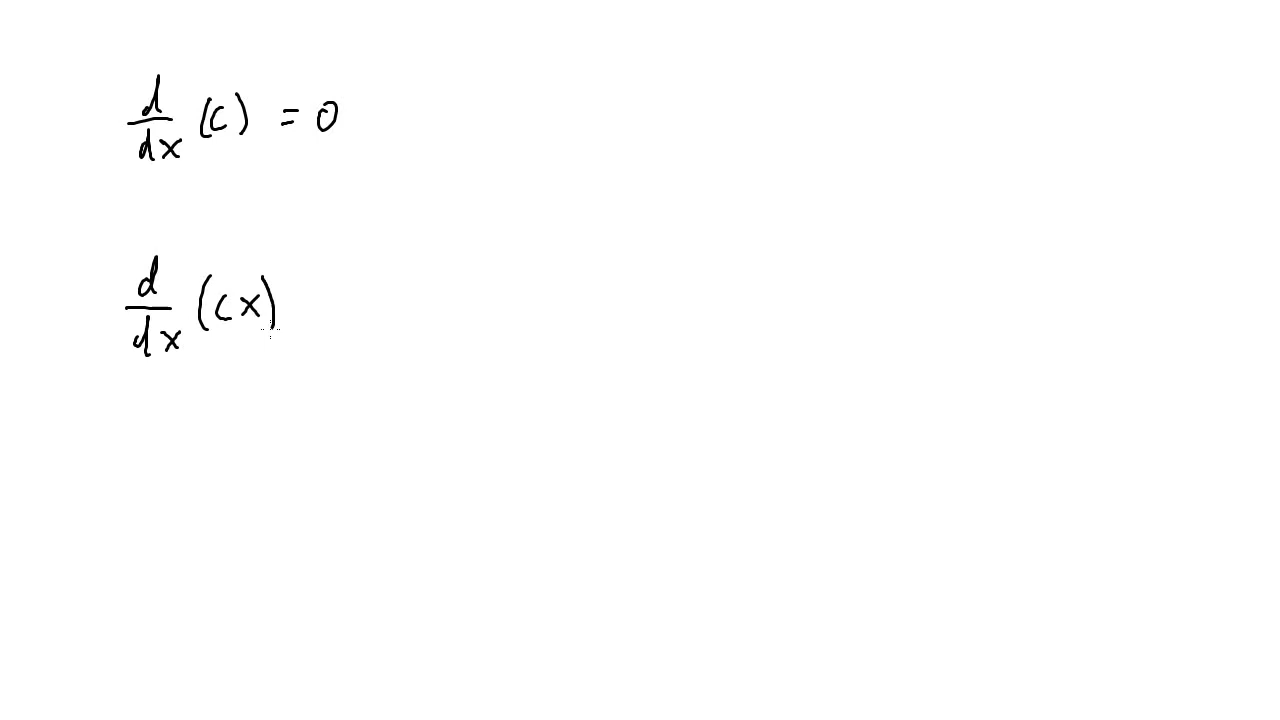 d/dx (c) = 0
d/dx (cx)